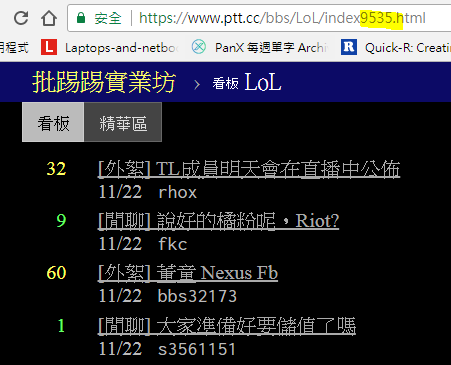 https://www.ptt.cc/bbs/LoL/index9535.html
用程式 Laptops-and-netbo PanX 每週單字 Archi Quick-R: Creatin
批踢踢實業坊 › 看板 LoL
看板 精華區
32 [外絮] TL成員明天會在直播中公佈
11/22 rhox
9 [閒聊] 說好的橘粉呢，Riot?
11/22 fkc
60 [外絮] 董童 Nexus Fb
11/22 bbs32173
1 [閒聊] 大家準備好要儲值了嗎
11/22 s3561151